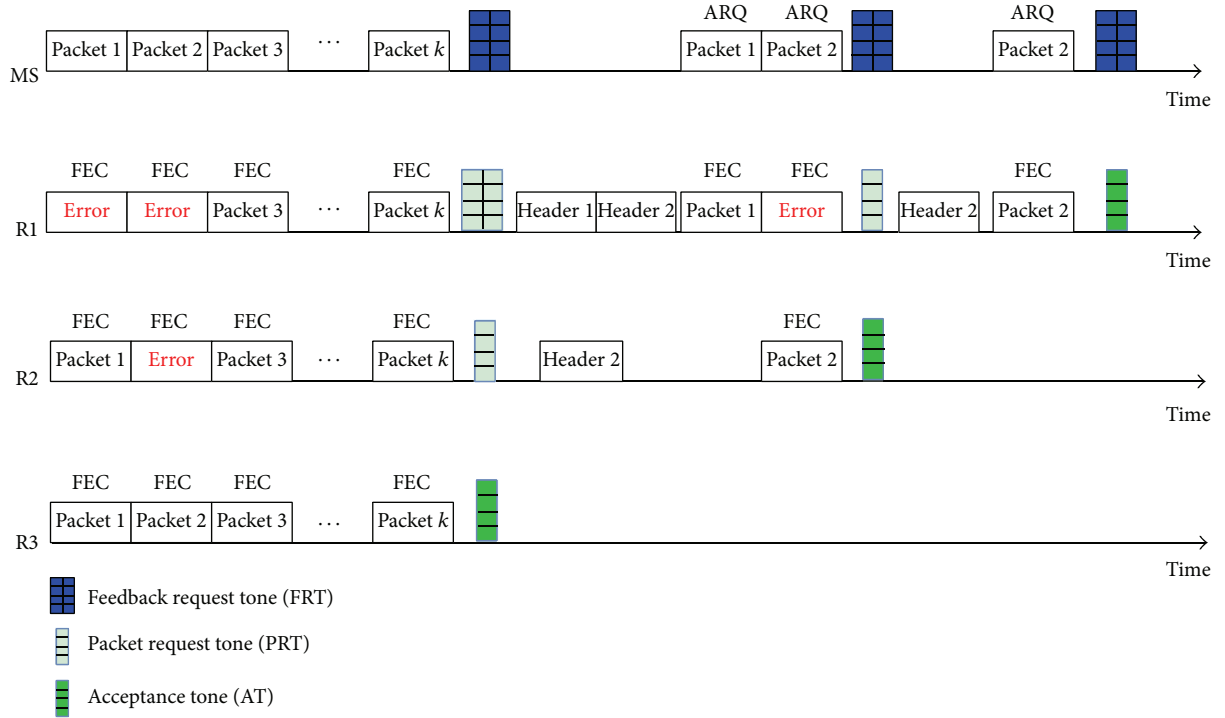 ARQ ARQ ARQ
Packet 1 Packet 2 Packet 3 ... Packet k Packet 1 Packet 2 Packet 2
MS
Time
FEC FEC FEC FEC FEC FEC FEC
Error Error Packet 3 ... Packet k Header 1 Header 2 Packet 1 Error Header 2 Packet 2
R1
Time
FEC FEC FEC FEC FEC
Packet 1 Error Packet 3 ... Packet k Header 2 Packet 2
R2
Time
FEC FEC FEC FEC
Packet 1 Packet 2 Packet 3 ... Packet k
R3
Time
Feedback request tone (FRT)
Packet request tone (PRT)
Acceptance tone (AT)